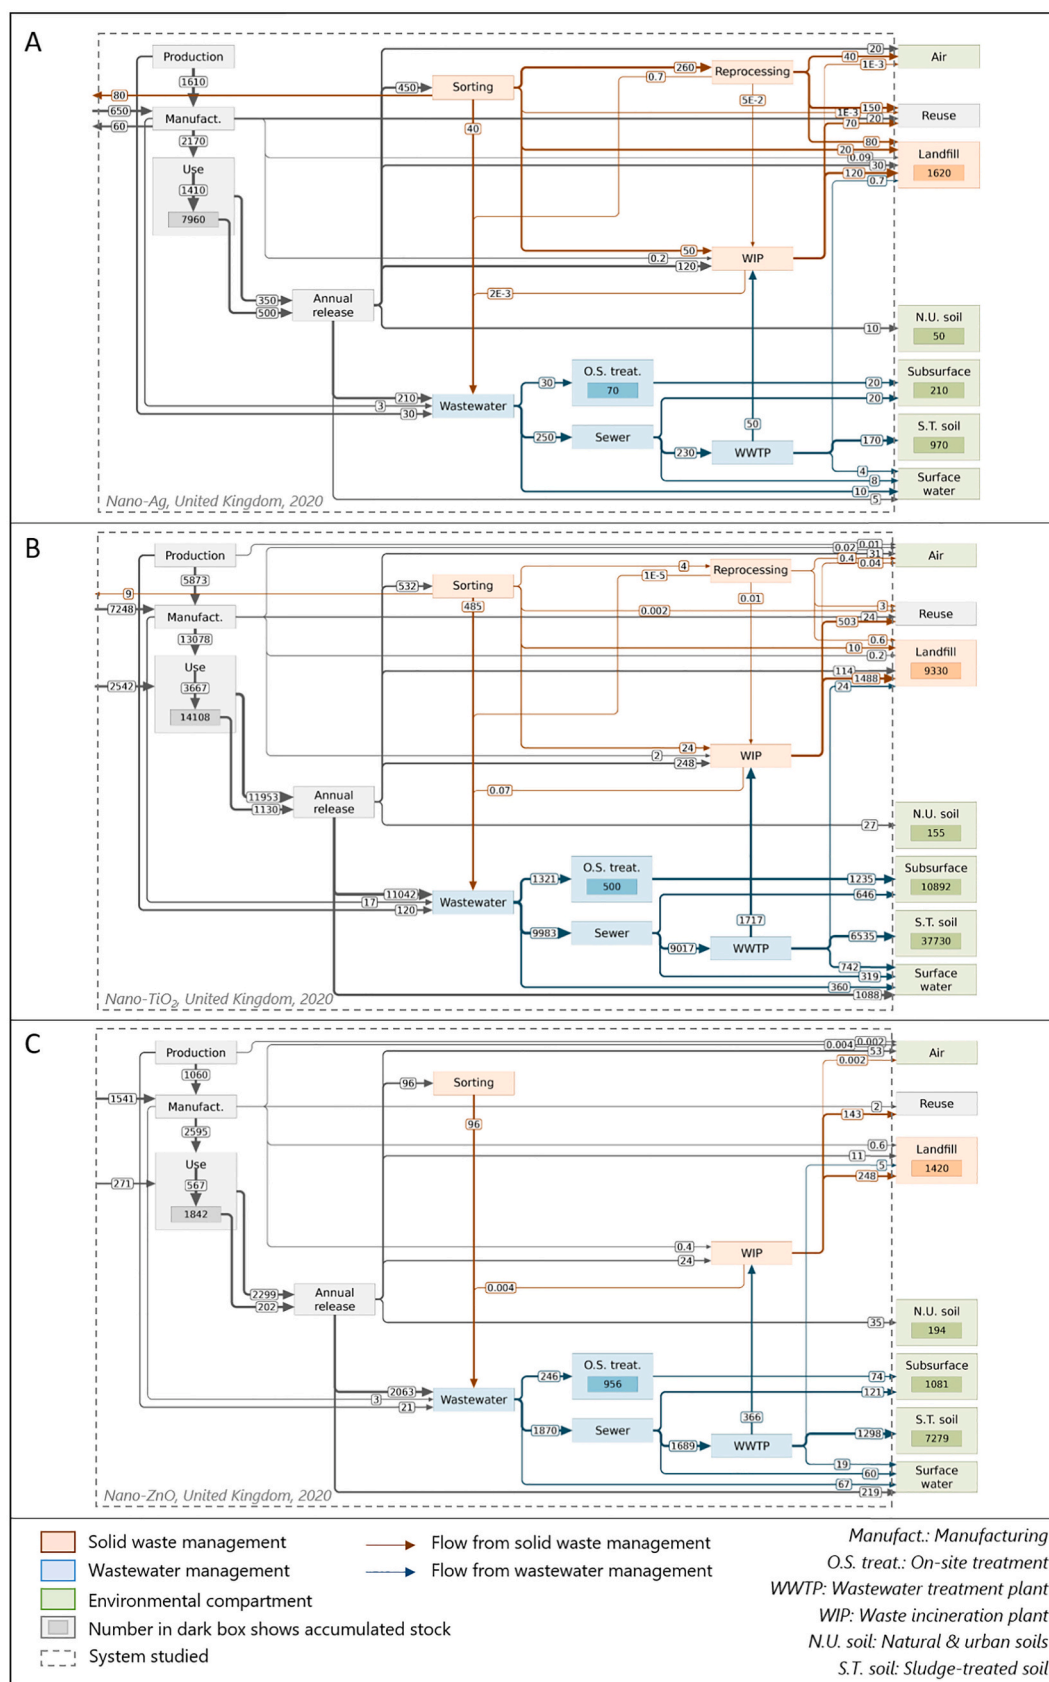 A
Production
1610
80
650
60
Manufact.
2170
Use
1410
7960
350
500
Annual
release
450
Sorting
40
260
0.7
Reprocessing
5E-2
20
40
1E-3
Air
150
1E-3
20
70
Reuse
80
20
0.09
30
120
0.7
Landfill
1620
50
0.2
120
WIP
2E-3
10
N.U. soil
50
210
3
30
Wastewater
30
O.S. treat.
70
250
Sewer
230
WWTP
50
20
20
Subsurface
210
170
S.T. soil
970
4
8
10
5
Surface
water
Nano-Ag, United Kingdom, 2020
B
Production
5873
9
7248
Manufact.
13078
2542
Use
3667
14108
11953
1130
Annual
release
532
Sorting
485
4
1E-5
Reprocessing
0.01
0.01
0.02
31
0.4
0.04
Air
0.002
3
24
503
Reuse
0.6
10
0.2
114
1488
24
Landfill
9330
24
2
248
WIP
0.07
27
N.U. soil
155
11042
17
120
Wastewater
1321
O.S. treat.
500
9983
Sewer
9017
WWTP
1717
1235
646
Subsurface
10892
6535
S.T. soil
37730
742
319
360
1088
Surface
water
Nano-TiO2, United Kingdom, 2020
C
Production
1060
1541
Manufact.
2595
271
Use
567
1842
2299
202
Annual
release
96
Sorting
96
0.002
0.004
53
0.002
Air
2
143
Reuse
0.6
11
5
248
Landfill
1420
0.4
24
WIP
0.004
35
N.U. soil
194
2063
3
21
Wastewater
246
O.S. treat.
956
1870
Sewer
1689
WWTP
366
74
121
Subsurface
1081
1298
S.T. soil
7279
19
60
67
219
Surface
water
Nano-ZnO, United Kingdom, 2020
Solid waste management
Wastewater management
Environmental compartment
Number in dark box shows accumulated stock
System studied
Flow from solid waste management
Flow from wastewater management
Manufact.: Manufacturing
O.S. treat.: On-site treatment
WWTP: Wastewater treatment plant
WIP: Waste incineration plant
N.U. soil: Natural & urban soils
S.T. soil: Sludge-treated soil